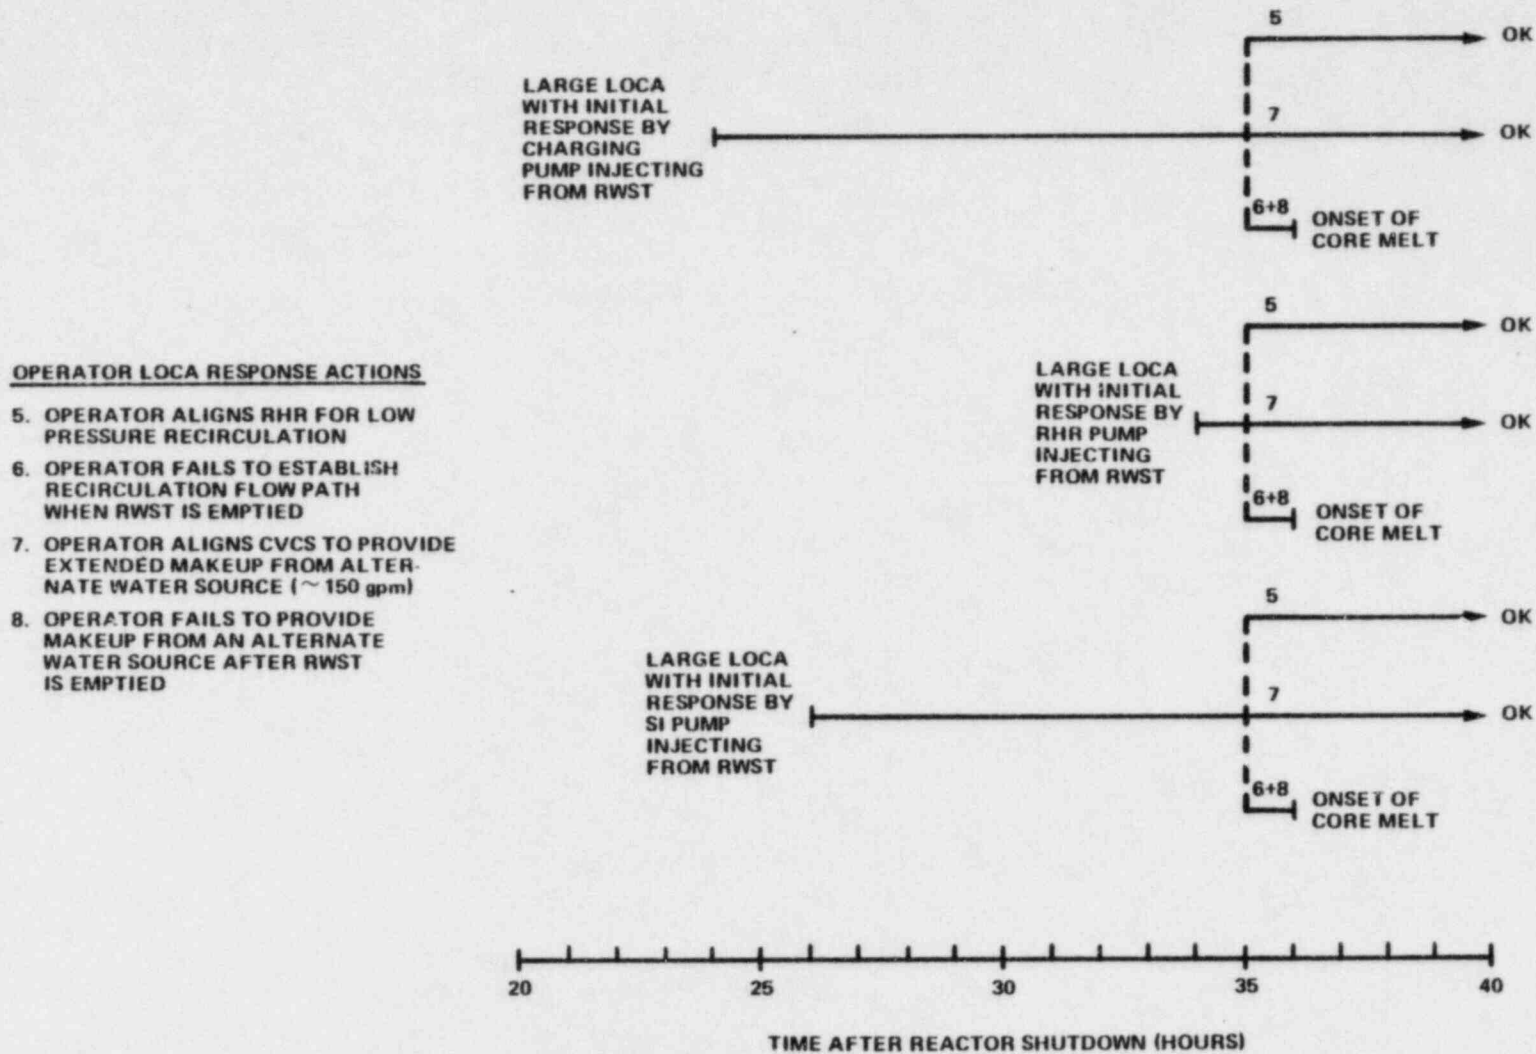 5
OK
LARGE LOCA
WITH INITIAL
RESPONSE BY
CHARGING
PUMP INJECTING
FROM RWST
7
OK
6+8
ONSET OF
CORE MELT
5
OK
LARGE LOCA
WITH INITIAL
RESPONSE BY
RHR PUMP
INJECTING
FROM RWST
7
OK
6+8
ONSET OF
CORE MELT
OPERATOR LOCA RESPONSE ACTIONS
5. OPERATOR ALIGNS RHR FOR LOW
PRESSURE RECIRCULATION
6. OPERATOR FAILS TO ESTABLISH
RECIRCULATION FLOW PATH
WHEN RWST IS EMPTIED
7. OPERATOR ALIGNS CVCS TO PROVIDE
EXTENDED MAKEUP FROM ALTER-
NATE WATER SOURCE (~ 150 gpm)
8. OPERATOR FAILS TO PROVIDE
MAKEUP FROM AN ALTERNATE
WATER SOURCE AFTER RWST
IS EMPTIED
5
OK
LARGE LOCA
WITH INITIAL
RESPONSE BY
SI PUMP
INJECTING
FROM RWST
7
OK
6+8
ONSET OF
CORE MELT
20 25 30 35 40
TIME AFTER REACTOR SHUTDOWN (HOURS)